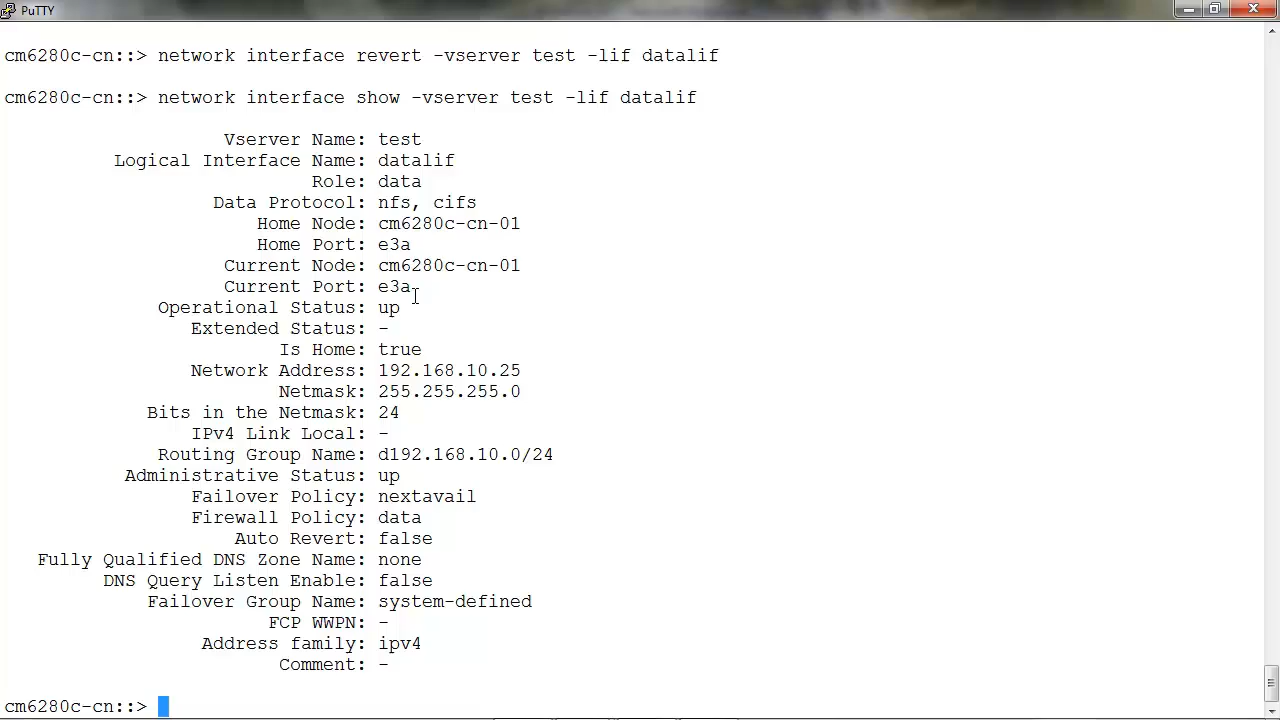 PuTTY
cm6280c-cn::> network interface revert -vserver test -lif datalif
cm6280c-cn::> network interface show -vserver test -lif datalif
Vserver Name: test
Logical Interface Name: datalif
Role: data
Data Protocol: nfs, cifs
Home Node: cm6280c-cn-01
Home Port: e3a
Current Node: cm6280c-cn-01
Current Port: e3a
Operational Status: up
Extended Status: -
Is Home: true
Network Address: 192.168.10.25
Netmask: 255.255.255.0
Bits in the Netmask: 24
IPv4 Link Local: -
Routing Group Name: d192.168.10.0/24
Administrative Status: up
Failover Policy: nextavail
Firewall Policy: data
Auto Revert: false
Fully Qualified DNS Zone Name: none
DNS Query Listen Enable: false
Failover Group Name: system-defined
FCP WWPN: -
Address family: ipv4
Comment: -
cm6280c-cn::>